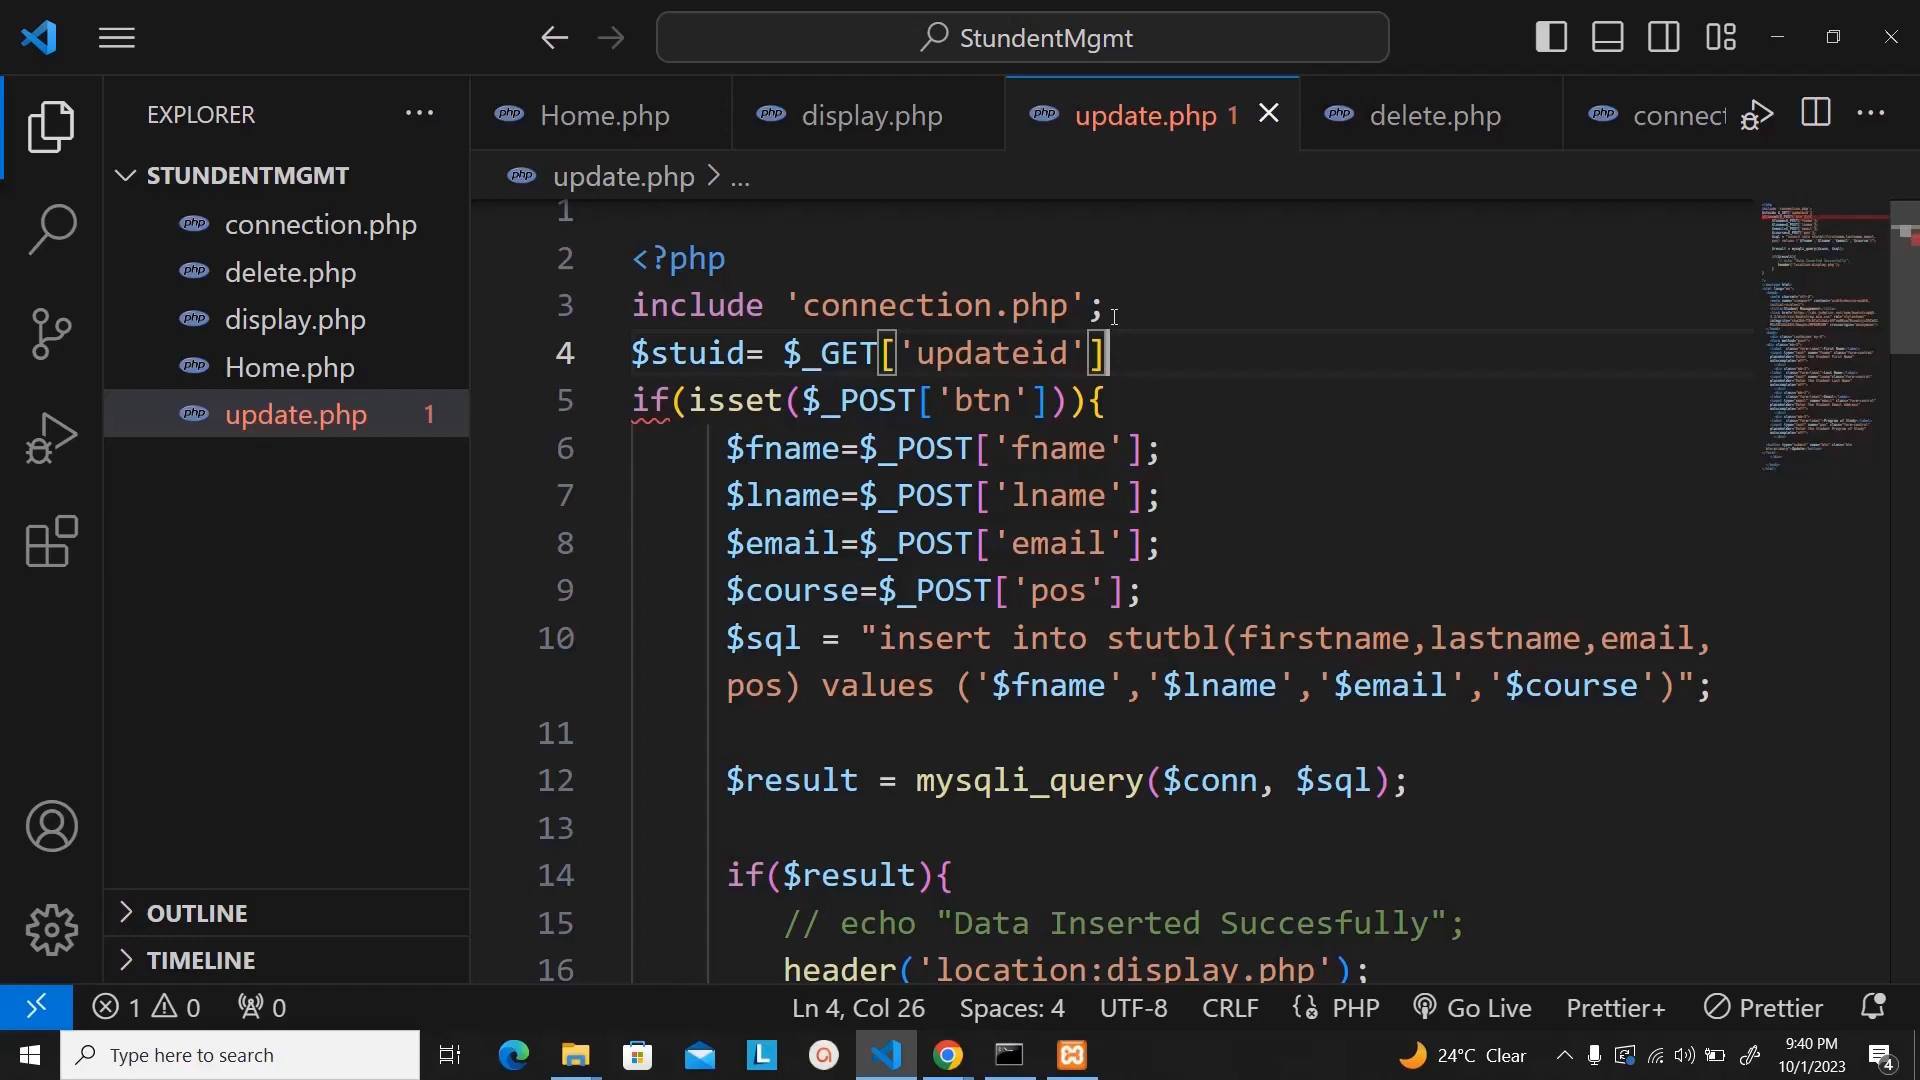 StundentMgmt
EXPLORER
Home.php
display.php
update.php 1
delete.php
connect
STUNDENTMGMT
connection.php
delete.php
display.php
Home.php
update.php 1
update.php > ...
1
2 <?php
3 include 'connection.php';
4 $stuid= $_GET['updateid']
5 if(isset($_POST['btn'])){
6 $fname=$_POST['fname'];
7 $lname=$_POST['lname'];
8 $email=$_POST['email'];
9 $course=$_POST['pos'];
10 $sql = "insert into stutbl(firstname,lastname,email,
pos) values ('$fname','$lname','$email','$course')";
11
12 $result = mysqli_query($conn, $sql);
13
14 if($result){
15 // echo "Data Inserted Succesfully";
16 header('location:display.php');
OUTLINE
TIMELINE
1 0 0 Ln 4, Col 26 Spaces: 4 UTF-8 CRLF PHP Go Live Prettier+ Prettier
Type here to search
24°C Clear
9:40 PM
10/1/2023
4